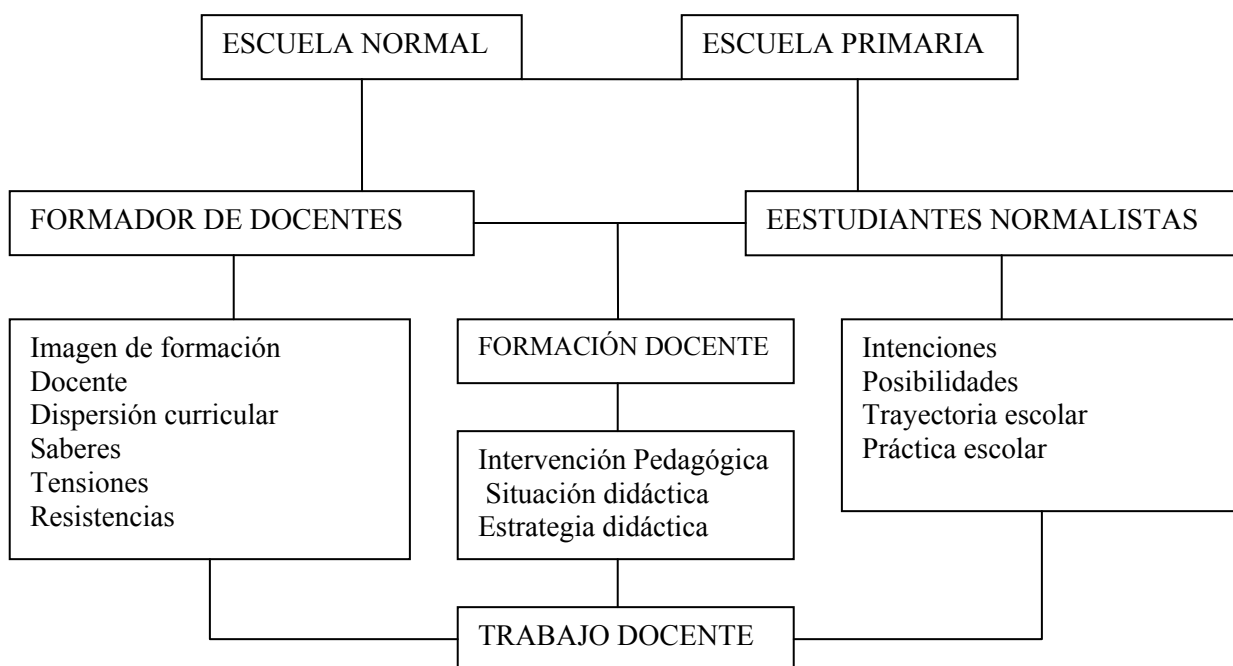 ESCUELA NORMAL
ESCUELA PRIMARIA
FORMADOR DE DOCENTES
EESTUDIANTES NORMALISTAS
Imagen de formación
Docente
Dispersión curricular
Saberes
Tensiones
Resistencias
FORMACIÓN DOCENTE
Intervención Pedagógica
Situación didáctica
Estrategia didáctica
Intenciones
Posibilidades
Trayectoria escolar
Práctica escolar
TRABAJO DOCENTE